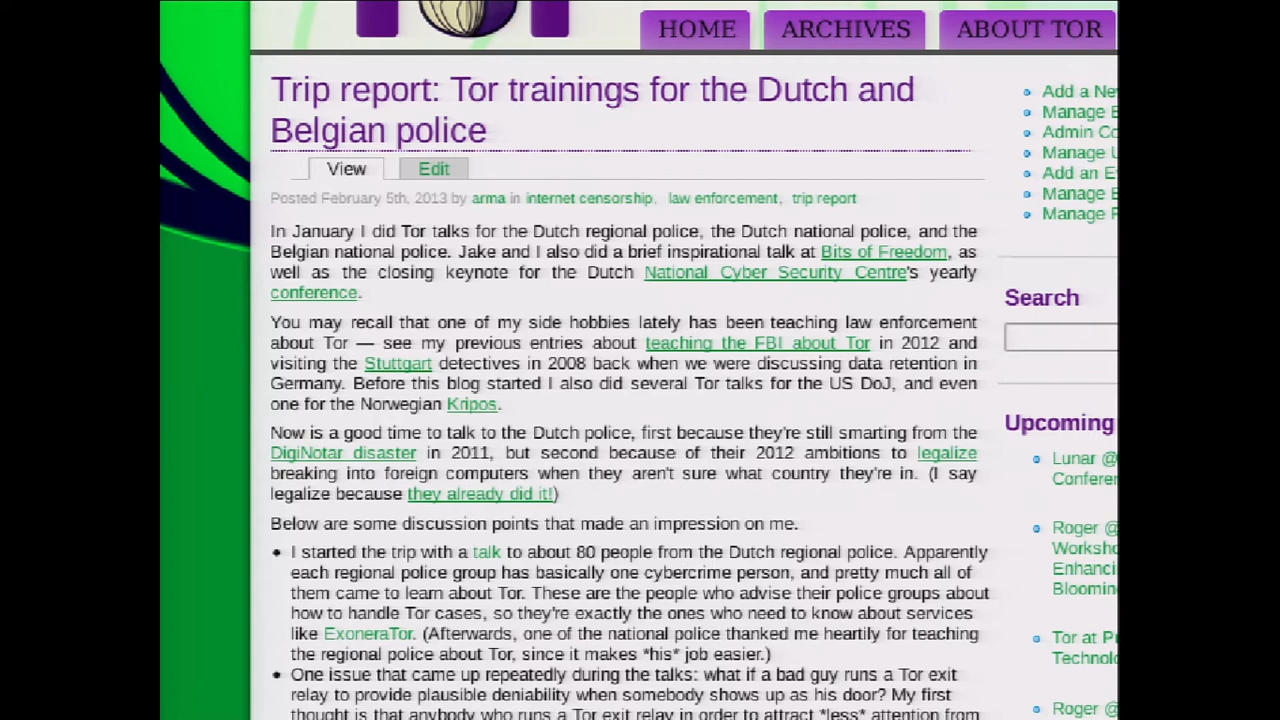 HOME
ARCHIVES
ABOUT TOR
Trip report: Tor trainings for the Dutch and
Belgian police
View
Edit
Posted February 5th, 2013 by arma in internet censorship, law enforcement, trip report
In January I did Tor talks for the Dutch regional police, the Dutch national police, and the
Belgian national police. Jake and I also did a brief inspirational talk at Bits of Freedom, as
well as the closing keynote for the Dutch National Cyber Security Centre's yearly
conference.
You may recall that one of my side hobbies lately has been teaching law enforcement
about Tor — see my previous entries about teaching the FBI about Tor in 2012 and
visiting the Stuttgart detectives in 2008 back when we were discussing data retention in
Germany. Before this blog started I also did several Tor talks for the US DoJ, and even
one for the Norwegian Kripos.
Now is a good time to talk to the Dutch police, first because they're still smarting from the
DigiNotar disaster in 2011, but second because of their 2012 ambitions to legalize
breaking into foreign computers when they aren't sure what country they're in. (I say
legalize because they already did it!)
Below are some discussion points that made an impression on me.
I started the trip with a talk to about 80 people from the Dutch regional police. Apparently
each regional police group has basically one cybercrime person, and pretty much all of
them came to learn about Tor. These are the people who advise their police groups about
how to handle Tor cases, so they're exactly the ones who need to know about services
like ExoneraTor. (Afterwards, one of the national police thanked me heartily for teaching
the regional police about Tor, since it makes *his* job easier.)
One issue that came up repeatedly during the talks: what if a bad guy runs a Tor exit
relay to provide plausible deniability when somebody shows up as his door? My first
thought is that anybody who runs a Tor exit relay in order to attract *less* attention from
Add a
Manage
Admin
Manage
Add an
Manage
Manage
Search
Upcoming
Lunar @
Roger @
Tor at
Roger @